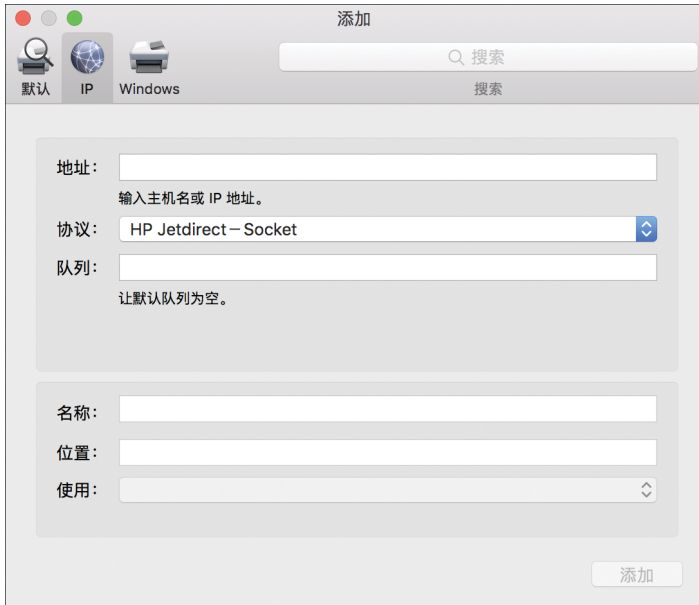 添加
搜索
默认 IP Windows 搜索
地址：
输入主机名或 IP 地址。
协议： HP Jetdirect－Socket
队列：
让默认队列为空。
名称：
位置：
使用：
添加